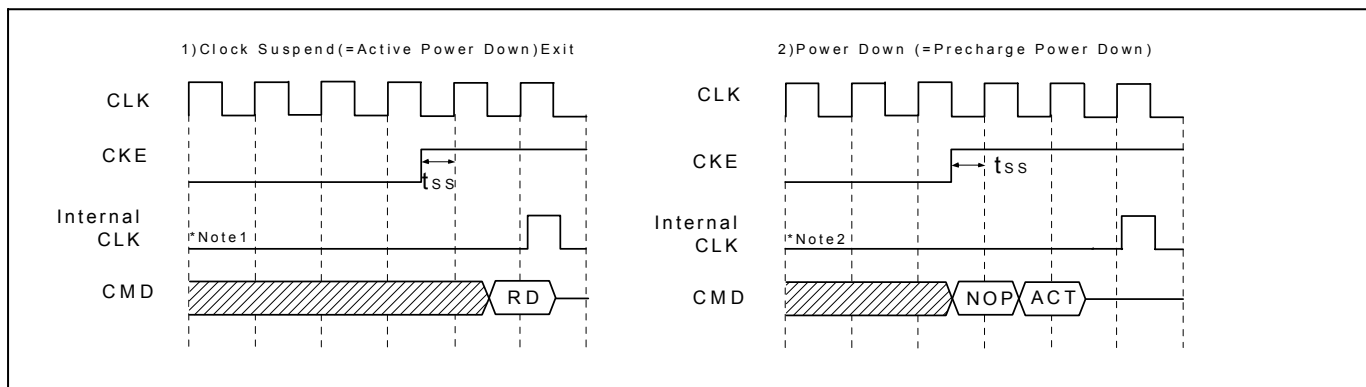 1)Clock Suspend(=Active Power Down)Exit
CLK
CKE
tSS
Internal
CLK
*Note1
CMD
RD
2)Power Down (=Precharge Power Down)
CLK
CKE
tSS
Internal
CLK
*Note2
CMD
NOP
ACT